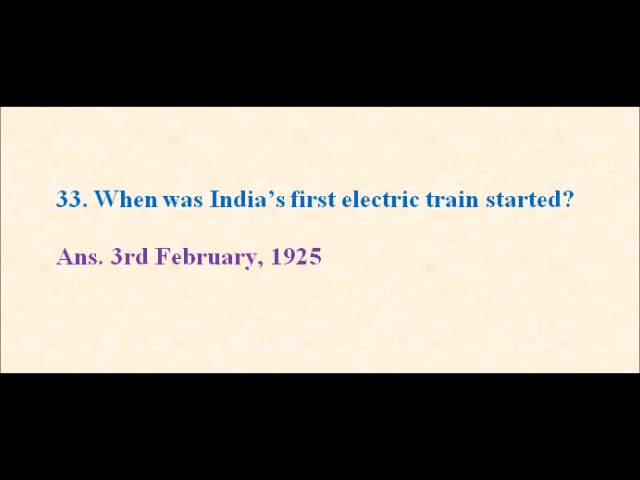 33. When was India’s first electric train started?
Ans. 3rd February, 1925